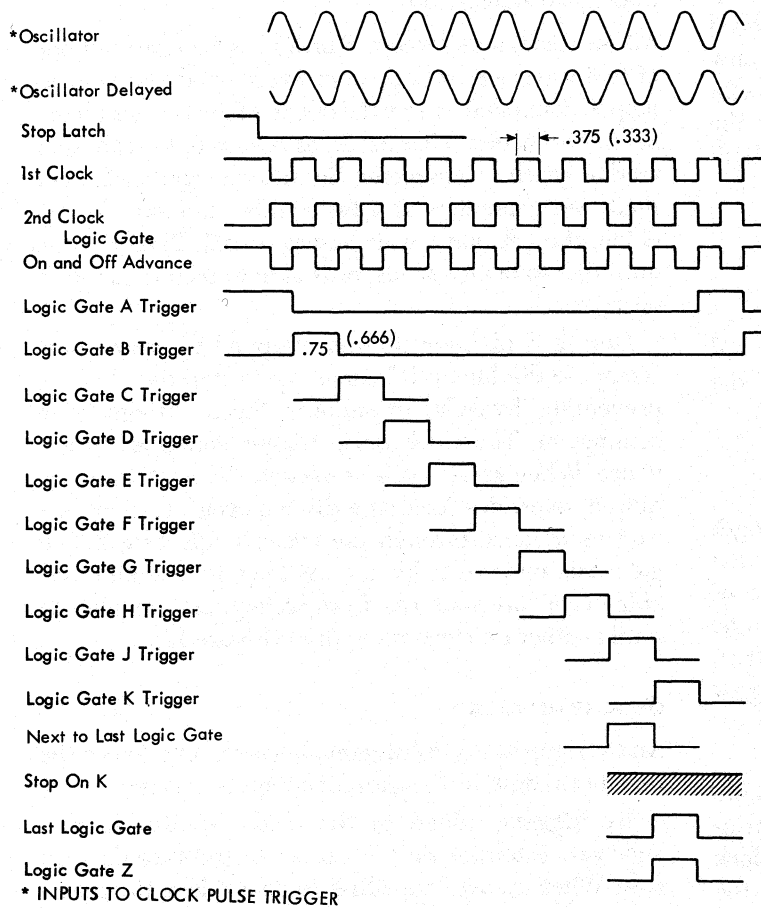 *Oscillator
*Oscillator Delayed
Stop Latch
.375 (.333)
1st Clock
2nd Clock
Logic Gate
On and Off Advance
Logic Gate A Trigger
Logic Gate B Trigger
.75
(.666)
Logic Gate C Trigger
Logic Gate D Trigger
Logic Gate E Trigger
Logic Gate F Trigger
Logic Gate G Trigger
Logic Gate H Trigger
Logic Gate J Trigger
Logic Gate K Trigger
Next to Last Logic Gate
Stop On K
Last Logic Gate
Logic Gate Z
* INPUTS TO CLOCK PULSE TRIGGER